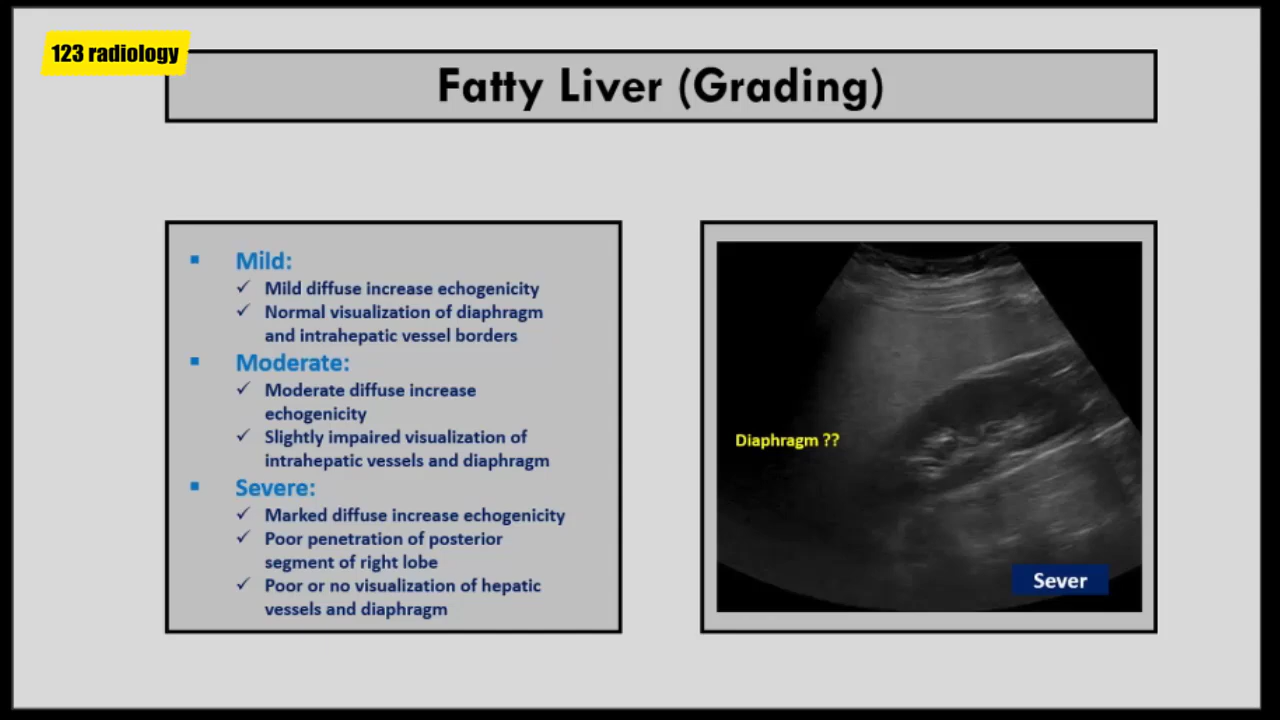 123 radiology
Fatty Liver (Grading)
▪ Mild:
✓ Mild diffuse increase echogenicity
✓ Normal visualization of diaphragm
and intrahepatic vessel borders
▪ Moderate:
✓ Moderate diffuse increase
echogenicity
✓ Slightly impaired visualization of
intrahepatic vessels and diaphragm
▪ Severe:
✓ Marked diffuse increase echogenicity
✓ Poor penetration of posterior
segment of right lobe
✓ Poor or no visualization of hepatic
vessels and diaphragm
Diaphragm ??
Sever